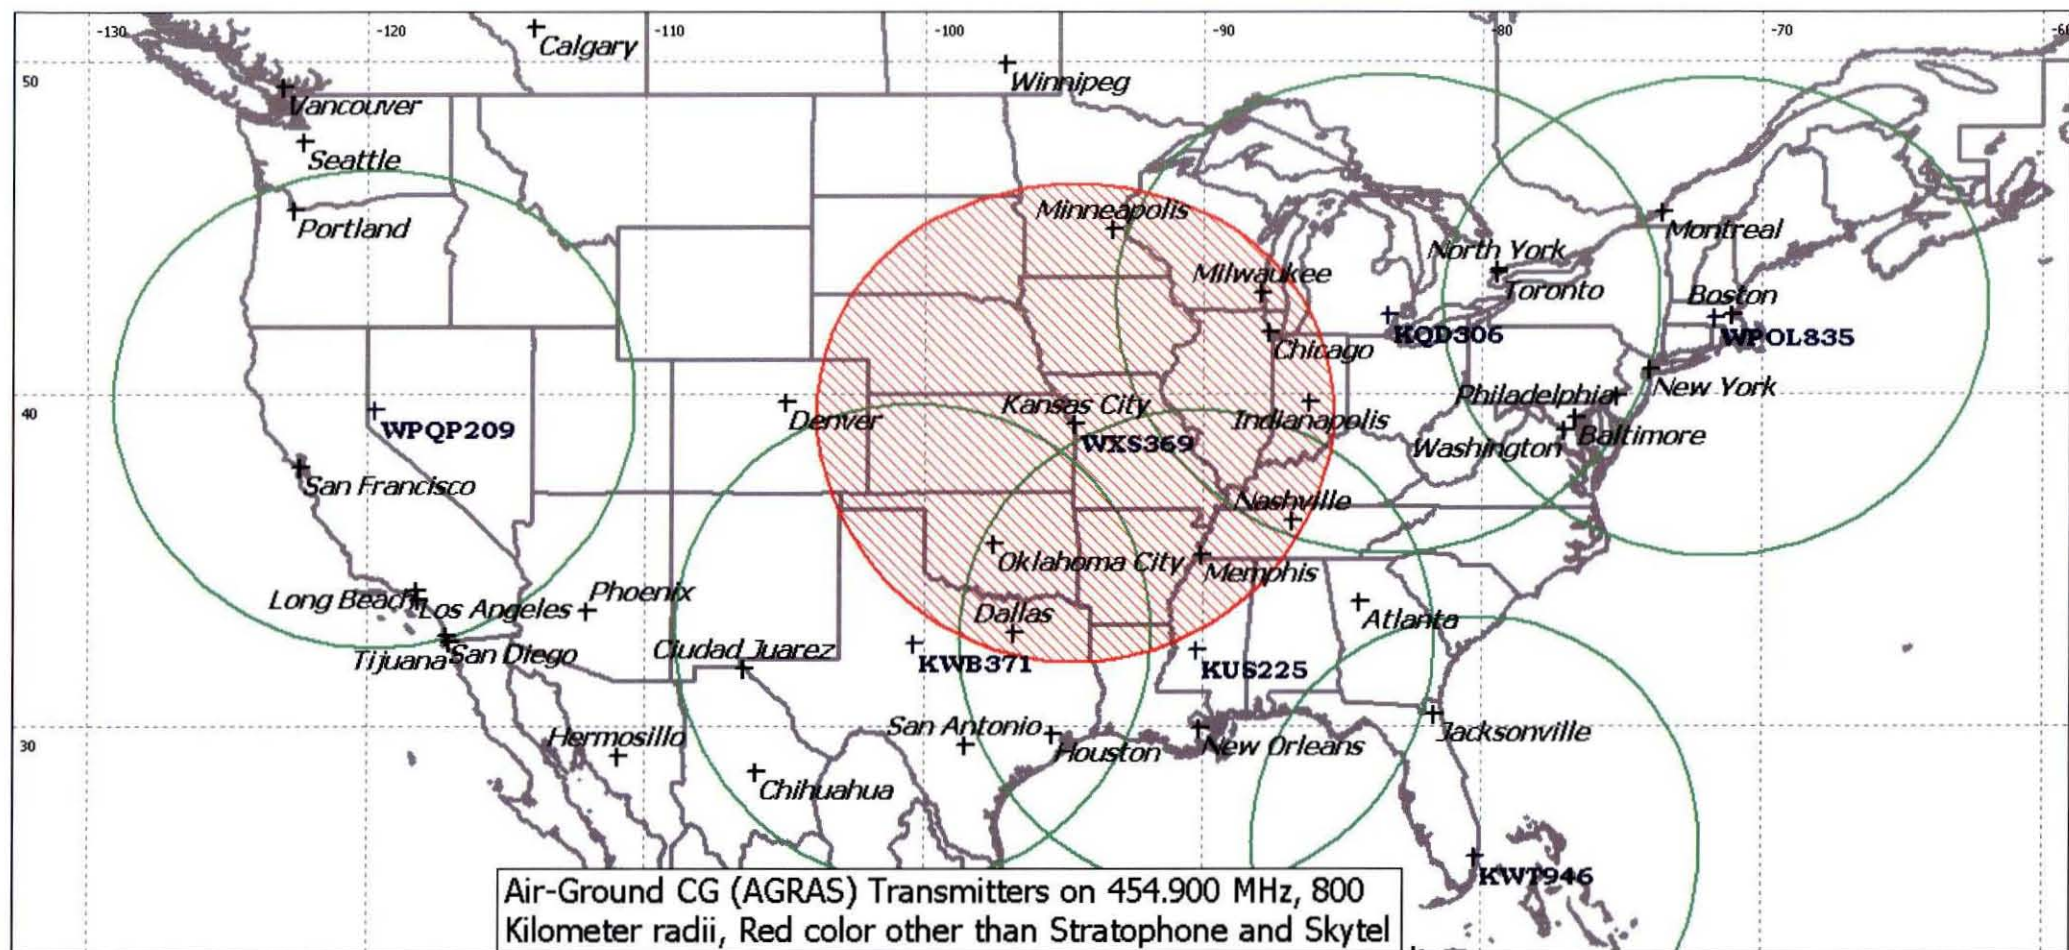 -130 -120 -110 -100 -90 -80 -70
Calgary
50
Winnipeg
Vancouver
Seattle
Minneapolis
Portland
Montreal
North York
Milwaukee
Toronto
Boston
KQD306
WPOL835
Chicago
New York
Philadelphia
40
Denver
Kansas City
Indianapolis
WPQP209
WXS369
Washington
Baltimore
San Francisco
Nashville
Oklahoma City
Memphis
Phoenix
Long Beach
Los Angeles
Dallas
Atlanta
Ciudad Juarez
Tijuana
San Diego
KWB371
KUS225
San Antonio
Jacksonville
30
Hermosillo
Houston
New Orleans
Chihuahua
KWT946
Air-Ground CG (AGRAS) Transmitters on 454.900 MHz, 800
Kilometer radii, Red color other than Stratophone and Skytel